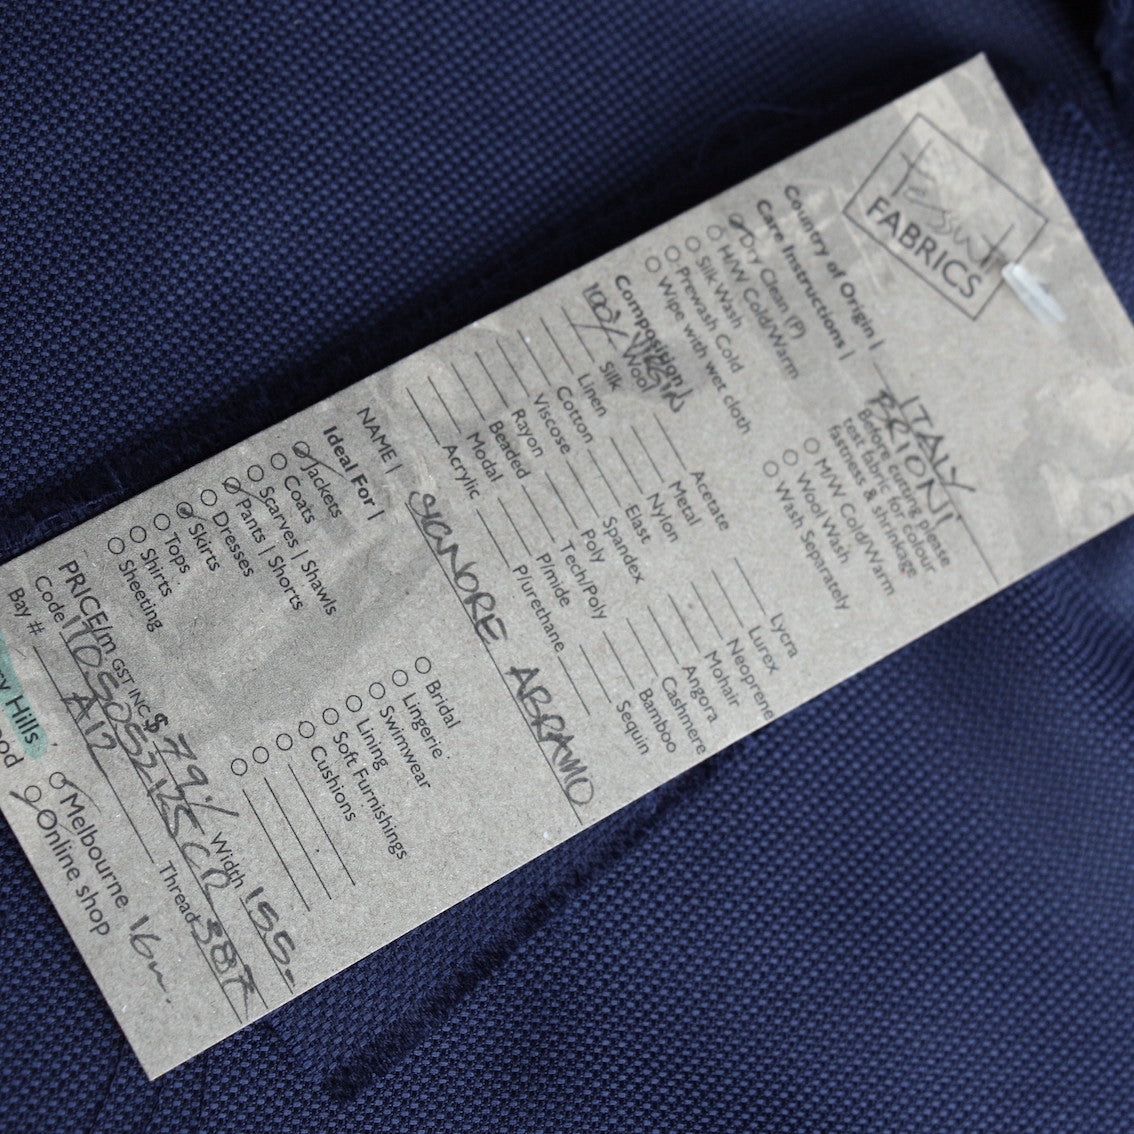 Tessuti
FABRICS
Country of Origin | ITALY
BRIONI
Care Instructions |
Before cutting please
test fabric for colour
fastness & shrinkage
Dry Clean (P)
H/W Cold/Warm
Silk Wash
Prewash Cold
Wipe with wet cloth
M/W Cold/Warm
Wool Wash
Wash Separately
Composition |
100% Wool VIRGIN
Silk
Linen
Cotton
Viscose
Rayon
Beaded
Modal
Acrylic
Acetate
Metal
Nylon
Elast
Spandex
Poly
Tech/Poly
P/mide
P/urethane
Lycra
Lurex
Neoprene
Mohair
Angora
Cashmere
Bamboo
Sequin
NAME | SIGNORE ABRAMO
Ideal For |
Jackets
Coats
Scarves | Shawls
Pants | Shorts
Dresses
Skirts
Tops
Shirts
Sheeting
Bridal
Lingerie
Swimwear
Lining
Soft Furnishings
Cushions
PRICE/m GST INC $79./ Width 155-
Code
Bay # A12 Thread 387
ry Hills
ood
Melbourne 16m.
Online shop